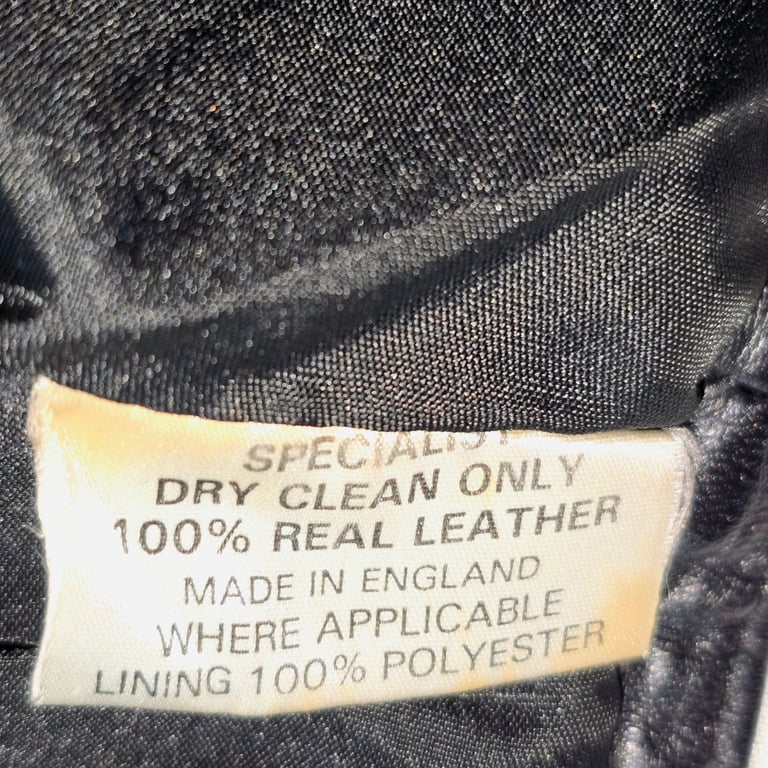 SPECIALIST
DRY CLEAN ONLY
100% REAL LEATHER
MADE IN ENGLAND
WHERE APPLICABLE
LINING 100% POLYESTER